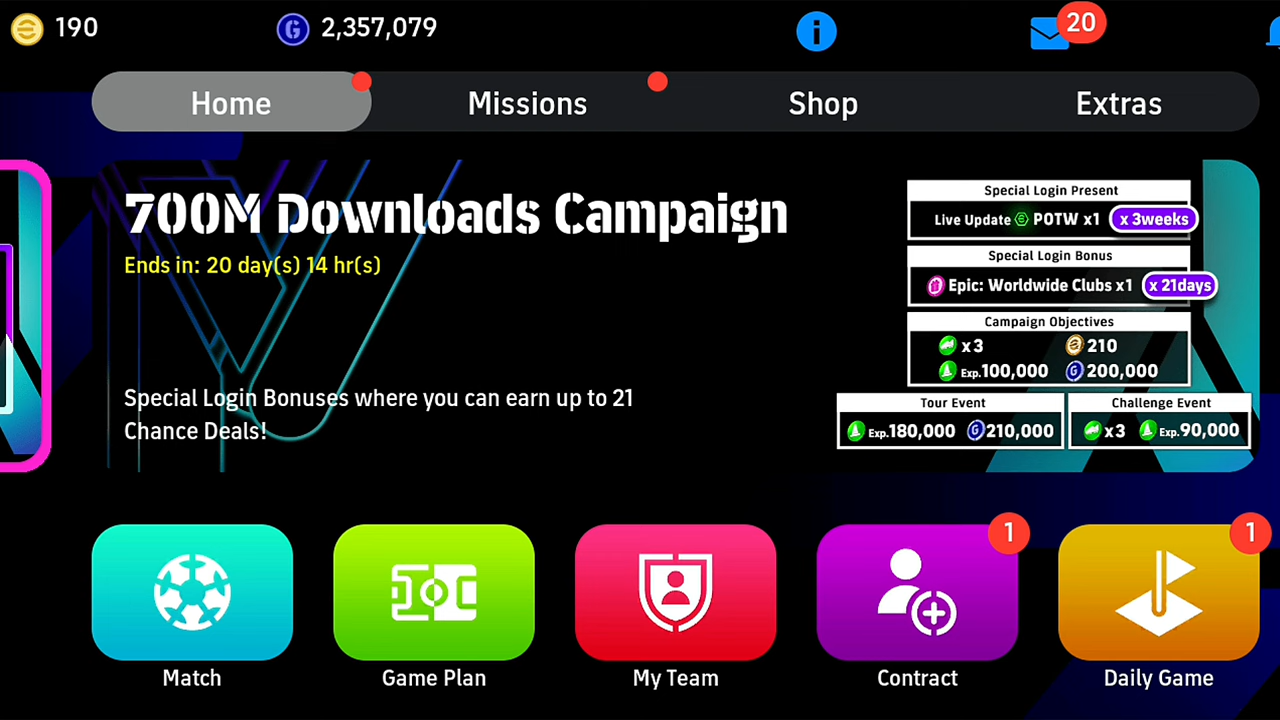 190
2,357,079
20
Home
Missions
Shop
Extras
700M Downloads Campaign
Ends in: 20 day(s) 14 hr(s)
Special Login Bonuses where you can earn up to 21
Chance Deals!
Special Login Present
Live Update POTW x1 x 3weeks
Special Login Bonus
Epic: Worldwide Clubs x1 x 21days
Campaign Objectives
x3 210
Exp.100,000 200,000
Tour Event
Exp.180,000 210,000
Challenge Event
x3 Exp.90,000
1
1
Match
Game Plan
My Team
Contract
Daily Game